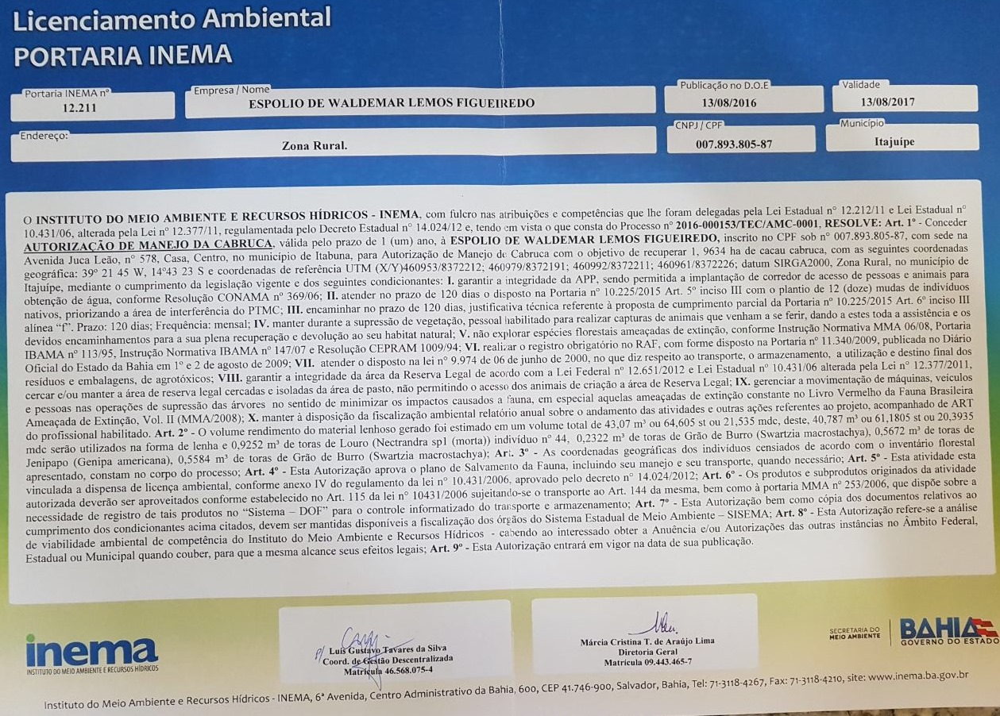 Licenciamento Ambiental
PORTARIA INEMA
Portaria INEMA nº
12.211
Empresa / Nome
ESPOLIO DE WALDEMAR LEMOS FIGUEIREDO
Publicação no D.O.E
13/08/2016
Validade
13/08/2017
Endereço:
Zona Rural.
CNPJ / CPF
007.893.805-87
Município
Itajuípe
O INSTITUTO DO MEIO AMBIENTE E RECURSOS HÍDRICOS - INEMA, com fulcro nas atribuições e competências que lhe foram delegadas pela Lei Estadual nº 12.212/11 e Lei Estadual nº
10.431/06, alterada pela Lei nº 12.377/11, regulamentada pelo Decreto Estadual nº 14.024/12 e, tendo em vista o que consta do Processo nº 2016-000153/TEC/AMC-0001, RESOLVE: Art. 1º - Conceder
AUTORIZAÇÃO DE MANEJO DA CABRUCA, válida pelo prazo de 1 (um) ano, à ESPOLIO DE WALDEMAR LEMOS FIGUEIREDO, inscrito no CPF sob nº 007.893.805-87, com sede na
Avenida Juca Leão, nº 578, Casa, Centro, no município de Itabuna, para Autorização de Manejo de Cabruca com o objetivo de recuperar 1, 9634 ha de cacau cabruca, com as seguintes coordenadas
geográfica: 39º 21 45 W, 14º43 23 S e coordenadas de referência UTM (X/Y)460953/8372212; 460979/8372191; 460992/8372211; 460961/8372226; datum SIRGA2000, Zona Rural, no município de
Itajuípe, mediante o cumprimento da legislação vigente e dos seguintes condicionantes: I. garantir a integridade da APP, sendo permitida a implantação de corredor de acesso de pessoas e animais para
obtenção de água, conforme Resolução CONAMA nº 369/06; II. atender no prazo de 120 dias o disposto na Portaria nº 10.225/2015 Art. 5º inciso III com o plantio de 12 (doze) mudas de indivíduos
nativos, priorizando a área de interferência do PTMC; III. encaminhar no prazo de 120 dias, justificativa técnica referente à proposta de cumprimento parcial da Portaria nº 10.225/2015 Art. 6º inciso III
alínea “f”. Prazo: 120 dias; Frequência: mensal; IV. manter durante a supressão de vegetação, pessoal habilitado para realizar capturas de animais que venham a se ferir, dando a estes toda a assistência e os
devidos encaminhamentos para a sua plena recuperação e devolução ao seu habitat natural; V. não explorar espécies florestais ameaçadas de extinção, conforme Instrução Normativa MMA 06/08, Portaria
IBAMA nº 113/95, Instrução Normativa IBAMA nº 147/07 e Resolução CEPRAM 1009/94; VI. realizar o registro obrigatório no RAF, com forme disposto na Portaria nº 11.340/2009, publicada no Diário
Oficial do Estado da Bahia em 1º e 2 de agosto de 2009; VII. atender o disposto na lei nº 9.974 de 06 de junho de 2000, no que diz respeito ao transporte, o armazenamento, a utilização e destino final dos
resíduos e embalagens, de agrotóxicos; VIII. garantir a integridade da área da Reserva Legal de acordo com a Lei Federal nº 12.651/2012 e Lei Estadual nº 10.431/06 alterada pela Lei nº 12.377/2011,
cercar e/ou manter a área de reserva legal cercadas e isoladas da área de pasto, não permitindo o acesso dos animais de criação a área de Reserva Legal; IX. gerenciar a movimentação de máquinas, veículos
e pessoas nas operações de supressão das árvores no sentido de minimizar os impactos causados a fauna, em especial aquelas ameaçadas de extinção constante no Livro Vermelho da Fauna Brasileira
Ameaçada de Extinção, Vol. II (MMA/2008); X. manter à disposição da fiscalização ambiental relatório anual sobre o andamento das atividades e outras ações referentes ao projeto, acompanhado de ART
do profissional habilitado. Art. 2º - O volume rendimento do material lenhoso gerado foi estimado em um volume total de 43,07 m³ ou 64,605 st ou 21,535 mdc, deste, 40,787 m³ ou 61,1805 st ou 20,3935
mdc serão utilizados na forma de lenha e 0,9252 m³ de toras de Louro (Nectrandra sp1 (morta)) indivíduo nº 44, 0,2322 m³ de toras de Grão de Burro (Swartzia macrostachya), 0,5672 m³ de toras de
Jenipapo (Genipa americana), 0,5584 m³ de toras de Grão de Burro (Swartzia macrostachya); Art. 3º - As coordenadas geográficas dos indivíduos censiados de acordo com o inventário florestal
apresentado, constam no corpo do processo; Art. 4º - Esta Autorização aprova o plano de Salvamento da Fauna, incluindo seu manejo e seu transporte, quando necessário; Art. 5º - Esta atividade esta
vinculada a dispensa de licença ambiental, conforme anexo IV do regulamento da lei nº 10.431/2006, aprovado pelo decreto nº 14.024/2012; Art. 6º - Os produtos e subprodutos originados da atividade
autorizada deverão ser aproveitados conforme estabelecido no Art. 115 da lei nº 10431/2006 sujeitando-se o transporte ao Art. 144 da mesma, bem como à portaria MMA nº 253/2006, que dispõe sobre a
necessidade de registro de tais produtos no “Sistema – DOF” para o controle informatizado do transporte e armazenamento; Art. 7º - Esta Autorização bem como cópia dos documentos relativos ao
cumprimento dos condicionantes acima citados, devem ser mantidas disponíveis a fiscalização dos órgãos do Sistema Estadual de Meio Ambiente – SISEMA; Art. 8º - Esta Autorização refere-se a análise
de viabilidade ambiental de competência do Instituto do Meio Ambiente e Recursos Hídricos - cabendo ao interessado obter a Anuência e/ou Autorizações das outras instâncias no Âmbito Federal,
Estadual ou Municipal quando couber, para que a mesma alcance seus efeitos legais; Art. 9º - Esta Autorização entrará em vigor na data de sua publicação.
inema
INSTITUTO DO MEIO AMBIENTE E RECURSOS HÍDRICOS
P/ Luís Gustavo Tavares da Silva
Coord. de Gestão Descentralizada
Matrícula 46.568.075-4
Márcia Cristina T. de Araújo Lima
Diretoria Geral
Matrícula 09.443.465-7
SECRETARIA DO
MEIO AMBIENTE
BAHIA
GOVERNO DO ESTADO
Instituto do Meio Ambiente e Recursos Hídricos - INEMA, 6ª Avenida, Centro Administrativo da Bahia, 600, CEP 41.746-900, Salvador, Bahia, Tel: 71-3118-4267, Fax: 71-3118-4210, site: www.inema.ba.gov.br